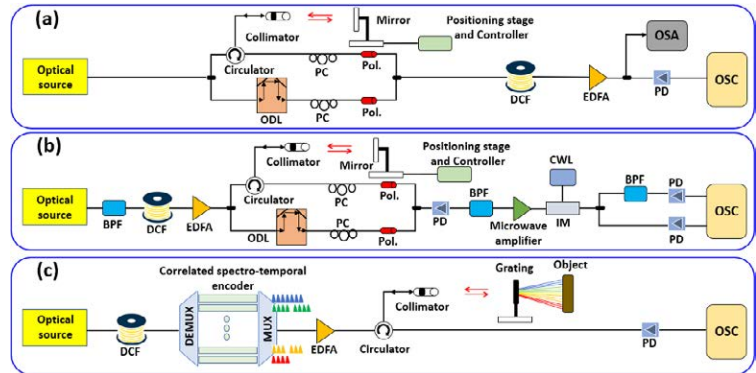 (a)
Collimator
Mirror
Positioning stage
and Controller
Optical
source
Circulator
PC
Pol.
ODL
PC
Pol.
DCF
EDFA
OSA
PD
OSC
(b)
Collimator
Mirror
Positioning stage
and Controller
Optical
source
BPF
DCF
EDFA
Circulator
PC
Pol.
ODL
PC
Pol.
PD
BPF
Microwave
amplifier
CWL
IM
BPF
PD
PD
OSC
(c)
Correlated spectro-temporal
encoder
Optical
source
DCF
DEMUX
MUX
EDFA
Circulator
Collimator
Grating
Object
PD
OSC